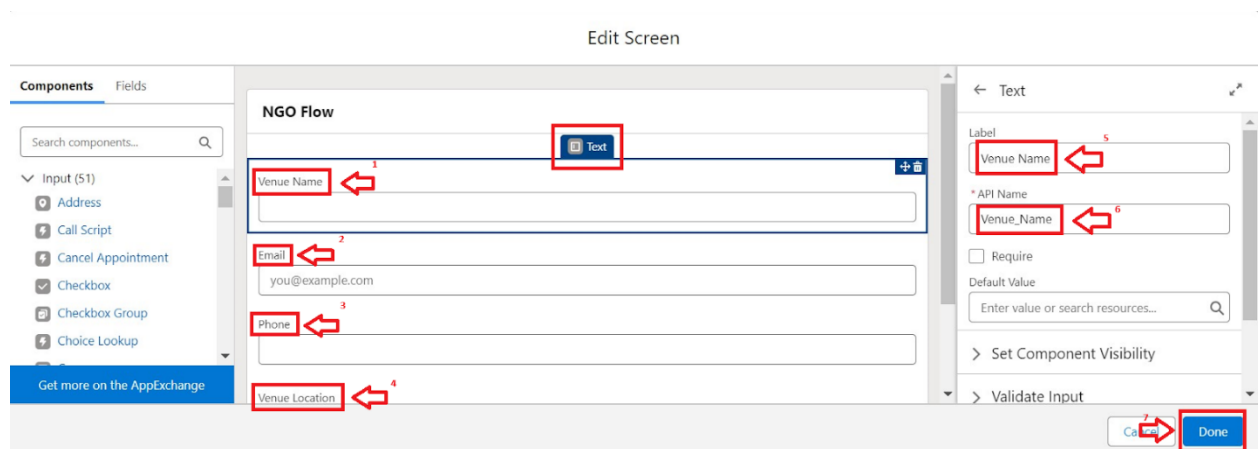 Edit Screen
Components Fields
Search components...
Input (51)
Address
Call Script
Cancel Appointment
Checkbox
Checkbox Group
Choice Lookup
Get more on the AppExchange
NGO Flow
Text
Venue Name
1
Email
2
you@example.com
Phone
3
Venue Location
4
Text
Label
5
Venue Name
* API Name
Venue_Name
6
Require
Default Value
Enter value or search resources...
Set Component Visibility
Validate Input
7
Cancel
Done